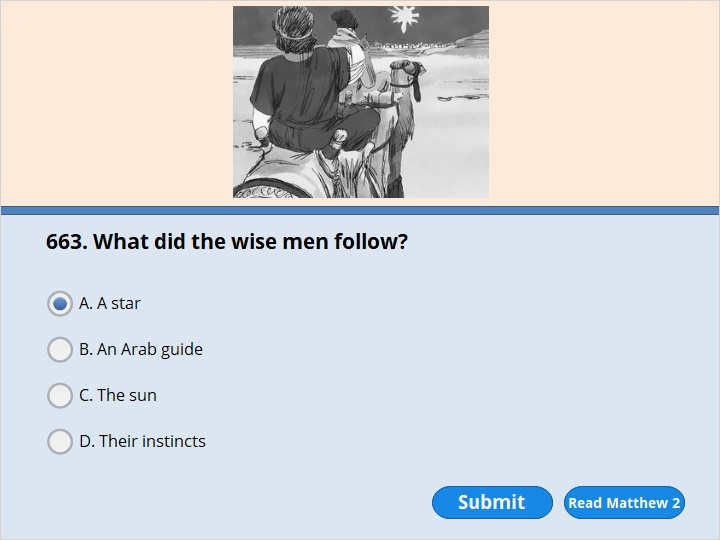 663. What did the wise men follow?
A. A star
B. An Arab guide
C. The sun
D. Their instincts
Submit
Read Matthew 2